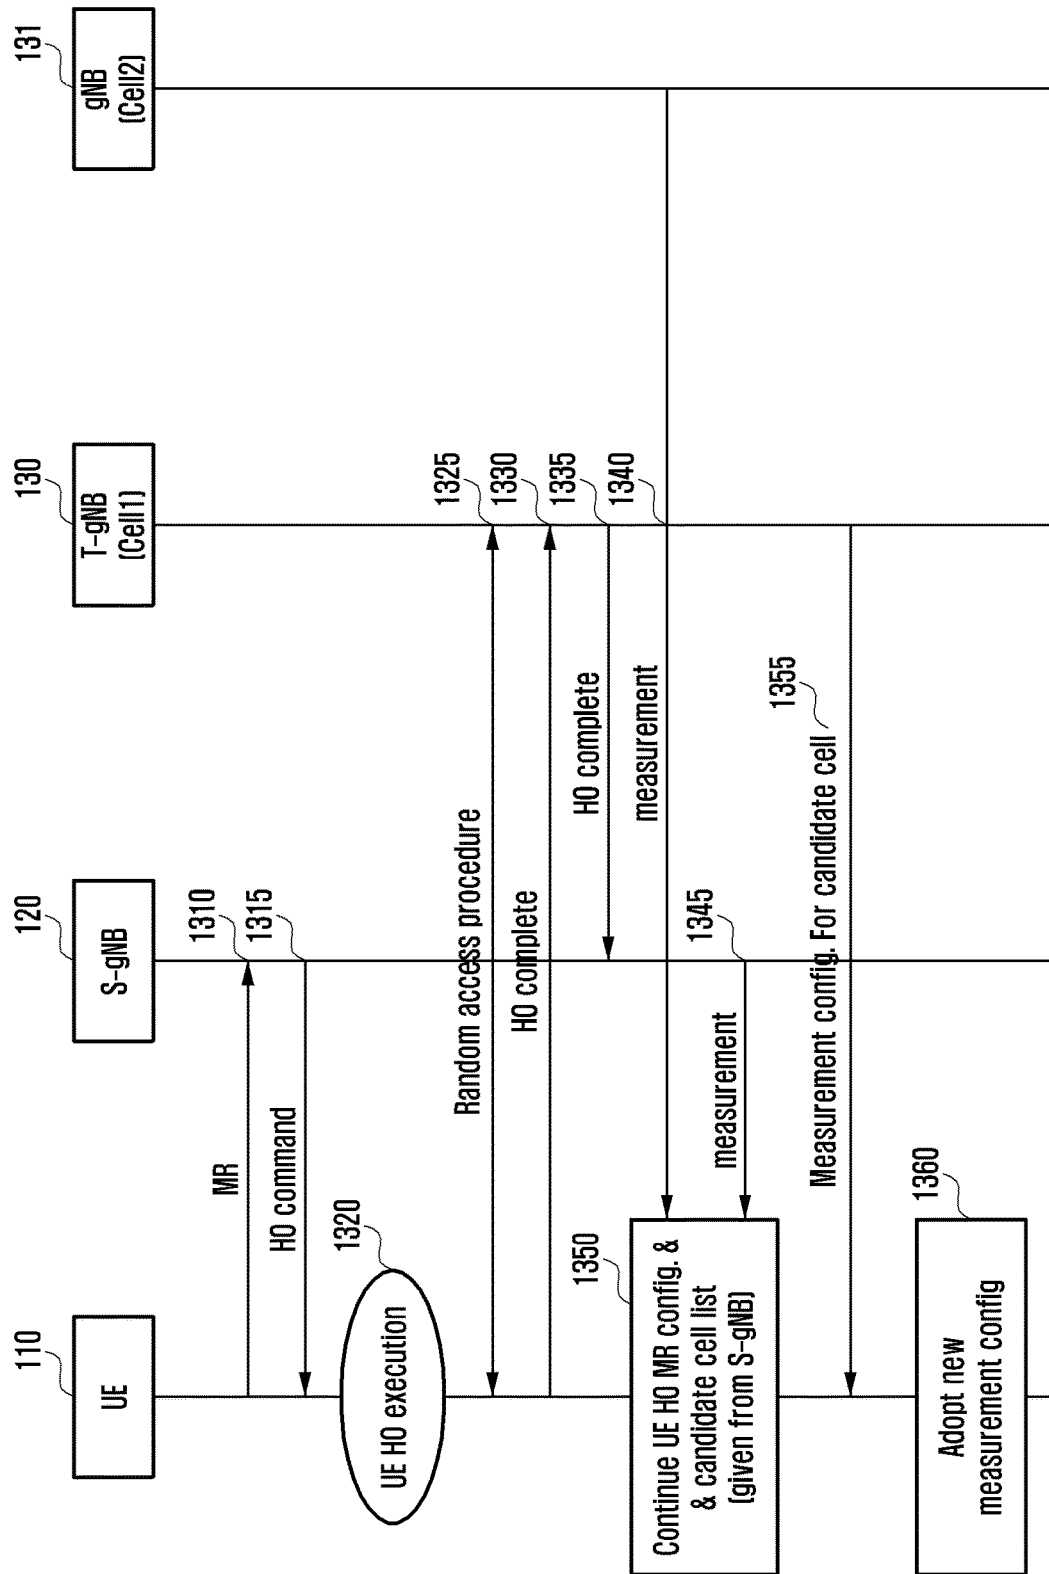 110
UE
120
S-gNB
130
T-gNB
(Cell1)
131
gNB
(Cell2)
MR
1310
HO command
1315
UE HO execution
1320
Random access procedure
1325
HO complete
1330
HO complete
1335
measurement
1340
measurement
1345
Continue UE HO MR config. &
& candidate cell list
(given from S-gNB)
1350
Measurement config. For candidate cell
1355
Adopt new
measurement config
1360